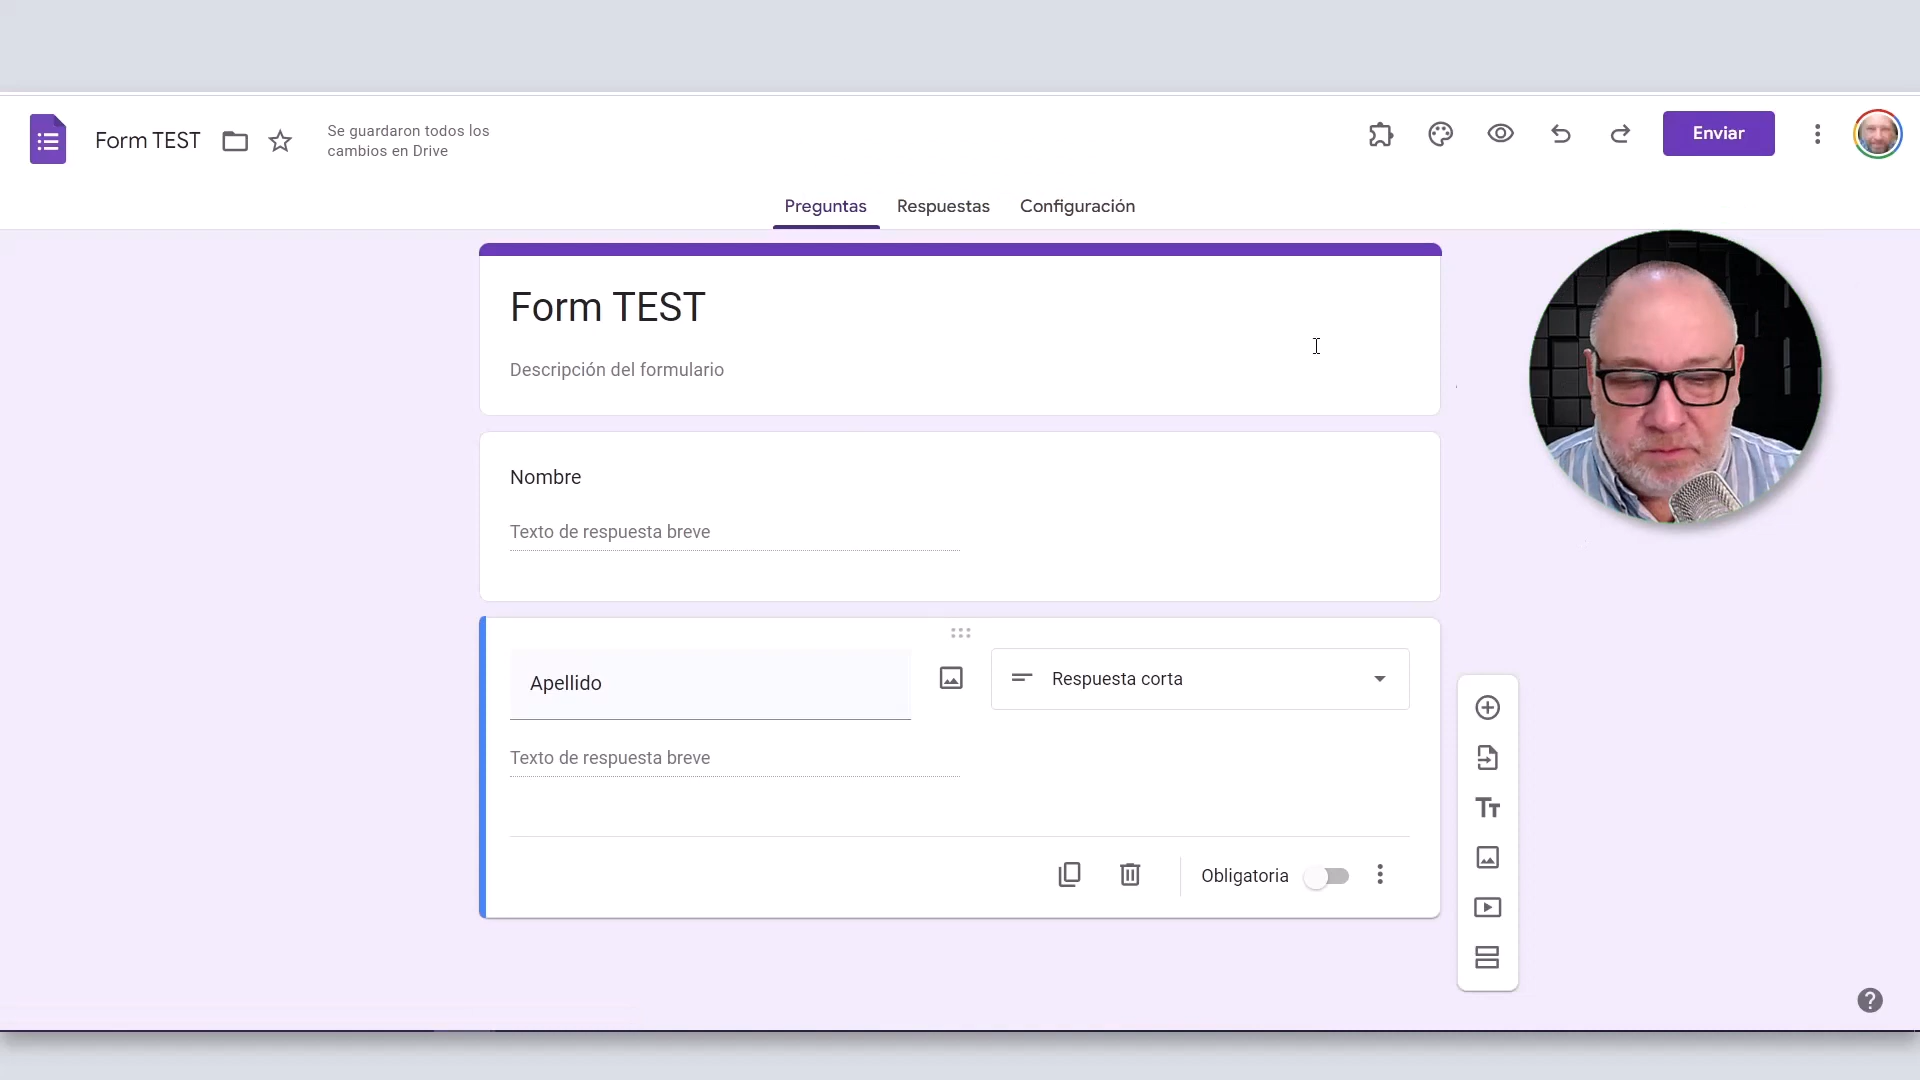 Form TEST
Se guardaron todos los
cambios en Drive
Enviar
Preguntas
Respuestas
Configuración
Form TEST
Descripción del formulario
Nombre
Texto de respuesta breve
Apellido
Respuesta corta
Texto de respuesta breve
Obligatoria